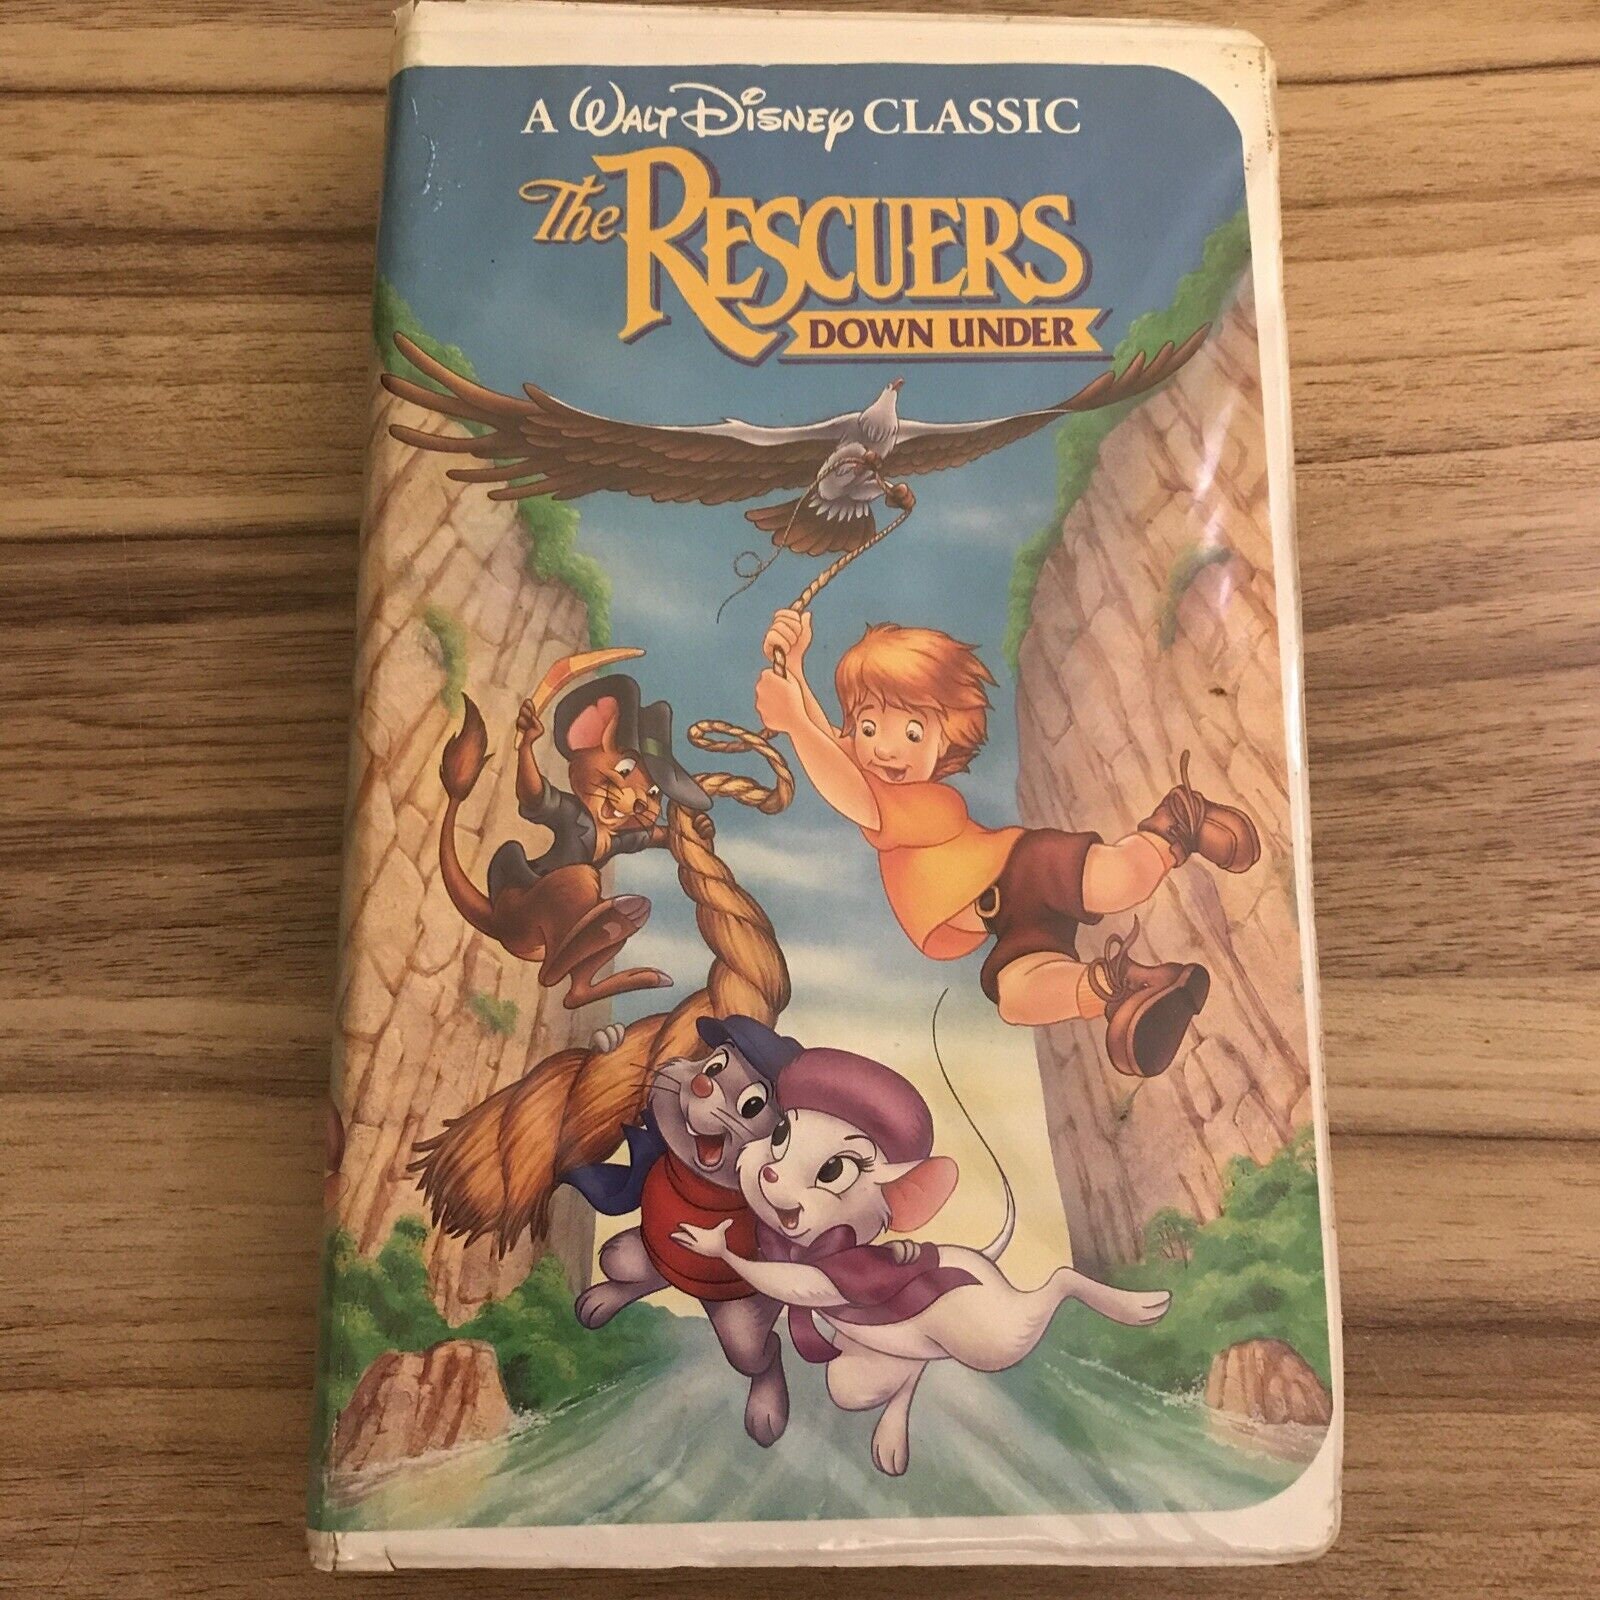 A Walt Disney CLASSIC
The RESCUERS
DOWN UNDER